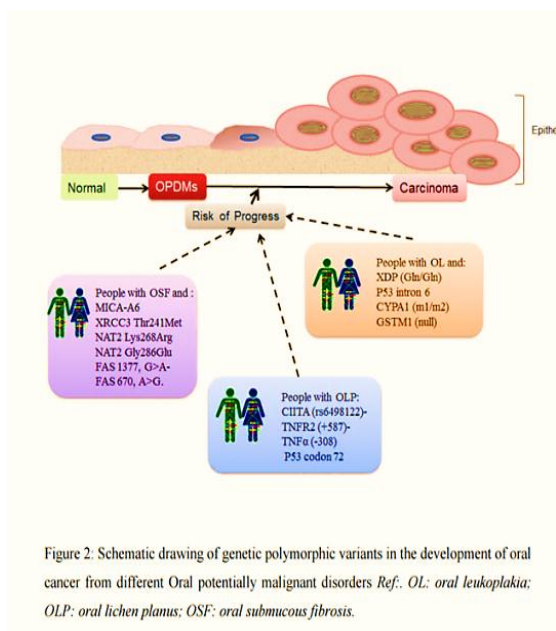 Epithe
Normal
OPDMs
Carcinoma
Risk of Progress
People with OSF and :
MICA-A6
XRCC3 Thr241Met
NAT2 Lys268Arg
NAT2 Gly286Glu
FAS 1377, G>A-
FAS 670, A>G.
People with OLP:
CIITA (rs6498122)-
TNFR2 (+587)-
TNFα (-308)
P53 codon 72
People with OL and:
XDP (Gln/Gln)
P53 intron 6
CYPA1 (m1/m2)
GSTM1 (null)
Figure 2: Schematic drawing of genetic polymorphic variants in the development of oral
cancer from different Oral potentially malignant disorders Ref:. OL: oral leukoplakia;
OLP: oral lichen planus; OSF: oral submucous fibrosis.